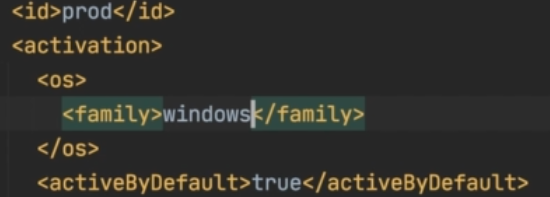 <id>prod</id>
<activation>
<os>
<family>windows</family>
</os>
<activeByDefault>true</activeByDefault>